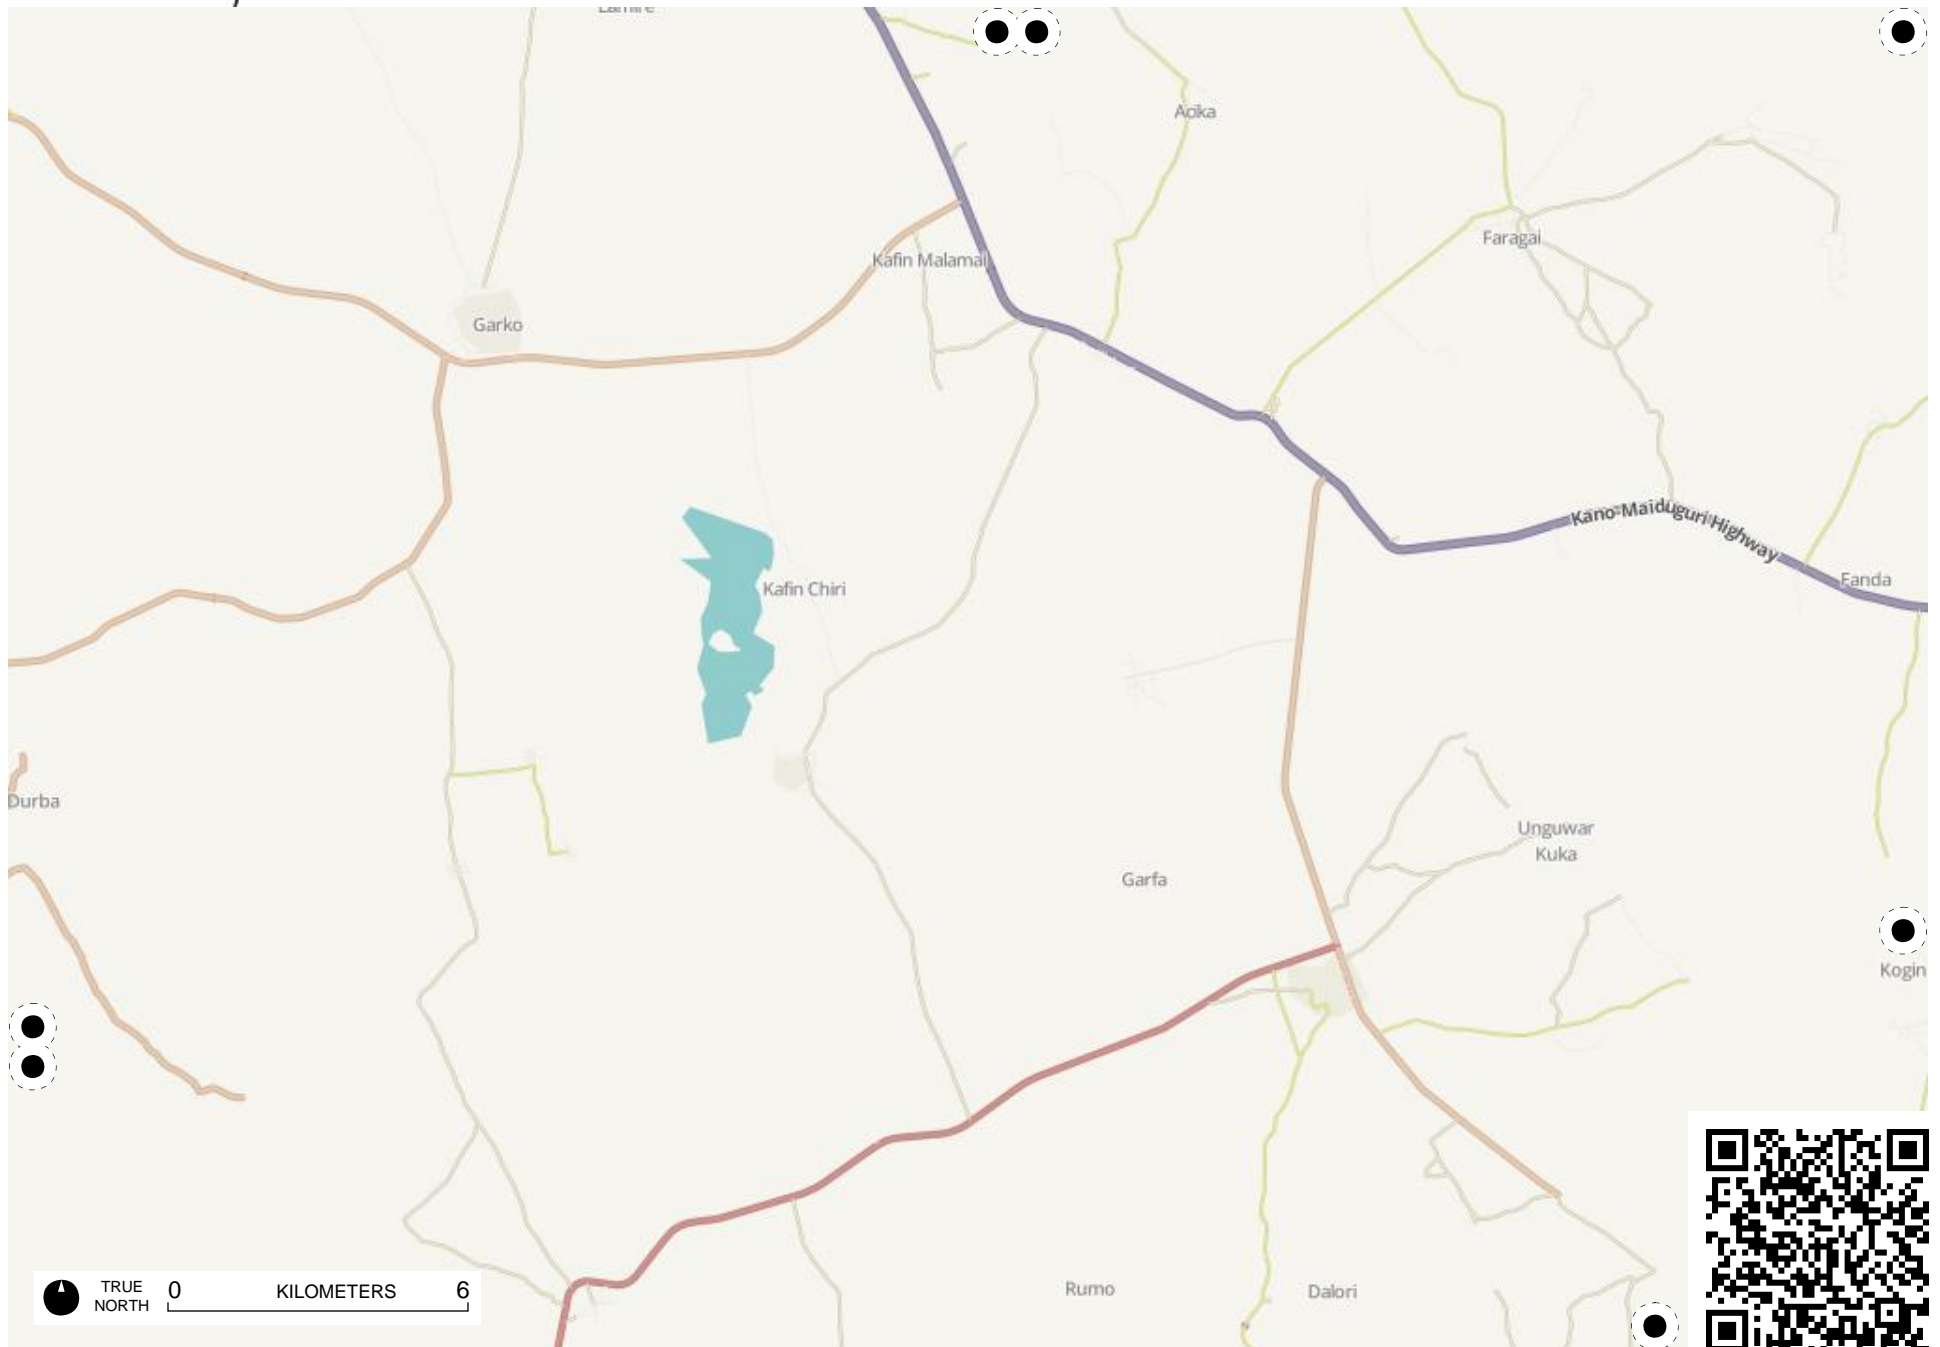 Acika
Faragai
Kafin Malamai
Garko
Kano-Maiduguri Highway
Fanda
Kafin Chiri
Durba
Unguwar
Kuka
Garfa
Kogin
TRUE
NORTH
0
KILOMETERS
6
Rumo
Dalori